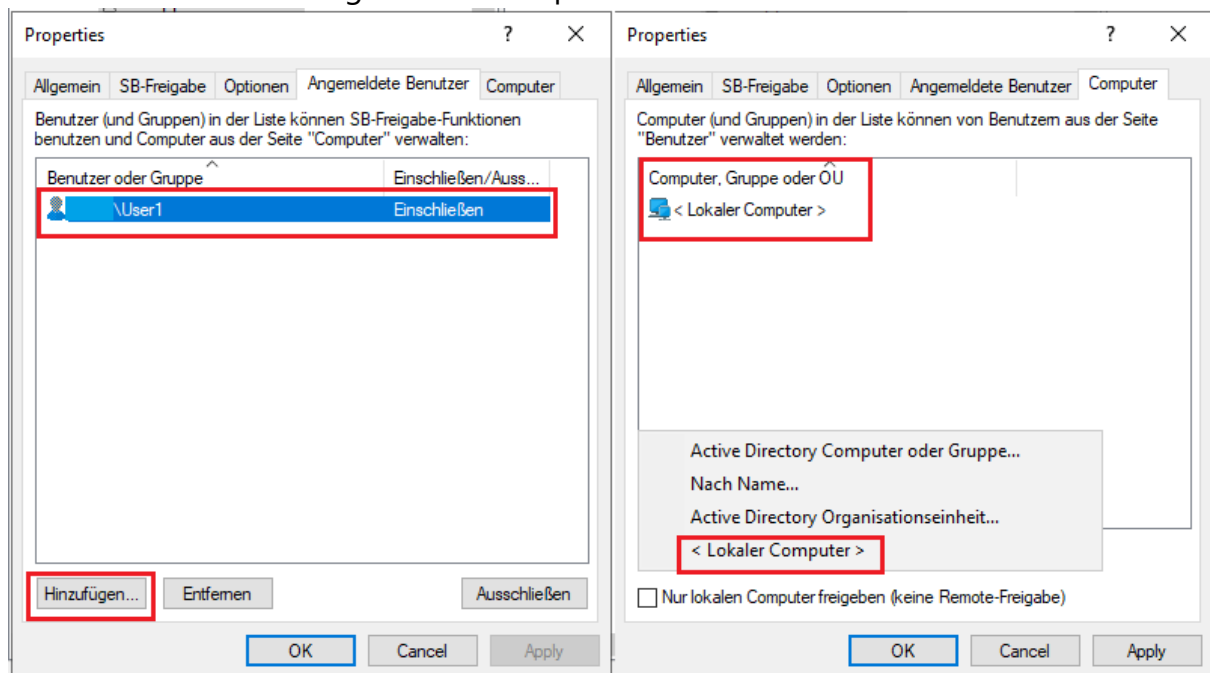 Properties ? ×
Allgemein SB-Freigabe Optionen Angemeldete Benutzer Computer
Benutzer (und Gruppen) in der Liste können SB-Freigabe-Funktionen
benutzen und Computer aus der Seite "Computer" verwalten:
Benutzer oder Gruppe Einschließen/Auss...
\User1 Einschließen
Hinzufügen... Entfernen Ausschließen
OK Cancel Apply
Properties ? ×
Allgemein SB-Freigabe Optionen Angemeldete Benutzer Computer
Computer (und Gruppen) in der Liste können von Benutzern aus der Seite
"Benutzer" verwaltet werden:
Computer, Gruppe oder OU
< Lokaler Computer >
Active Directory Computer oder Gruppe...
Nach Name...
Active Directory Organisationseinheit...
< Lokaler Computer >
Nur lokalen Computer freigeben (keine Remote-Freigabe)
OK Cancel Apply